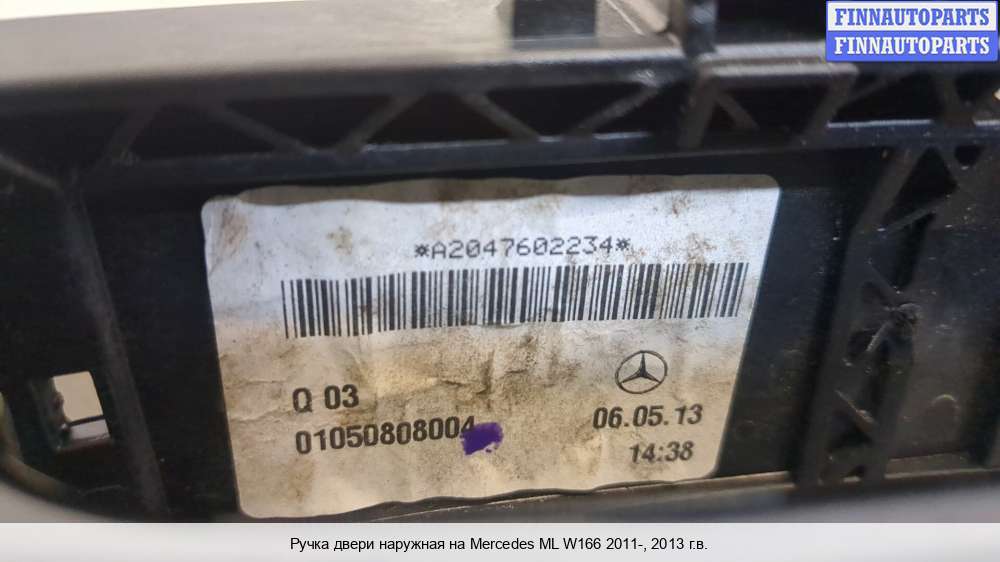 FINNAUTOPARTS
FINNAUTOPARTS
*A2047602234*
Q 03
01050808004
06.05.13
14:38
Ручка двери наружная на Mercedes ML W166 2011-, 2013 г.в.